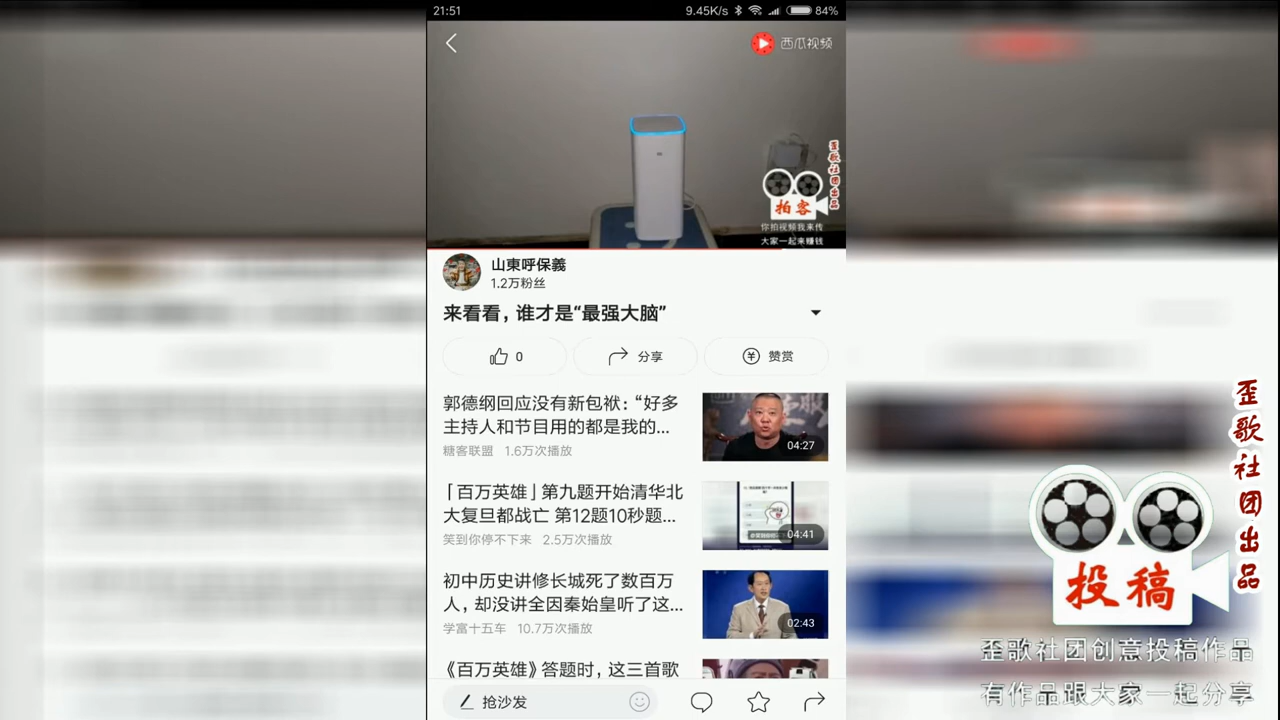 21:51
9.45K/s
84%
西瓜视频
歪歌社团出品
拍客
你拍视频我来传
大家一起来赚钱
山東呼保義
1.2万粉丝
来看看，谁才是“最强大脑”
0
分享
赞赏
郭德纲回应没有新包袱：“好多
主持人和节目用的都是我的...
糖客联盟 1.6万次播放
04:27
「百万英雄」第九题开始清华北
大复旦都战亡 第12题10秒题...
笑到你停不下来 2.5万次播放
04:41
初中历史讲修长城死了数百万
人，却没讲全因秦始皇听了这...
学富十五车 10.7万次播放
02:43
《百万英雄》答题时，这三首歌
抢沙发
歪歌社团出品
投稿
歪歌社团创意投稿作品
有作品跟大家一起分享